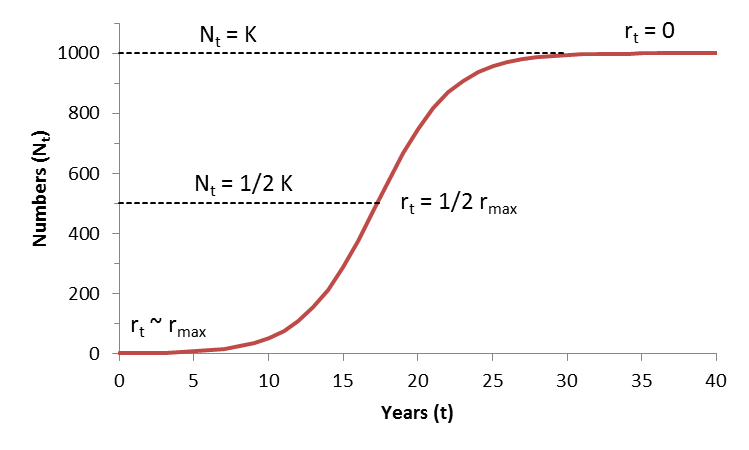 N_t = K
r_t = 0
1000
800
N_t = 1/2 K
600
r_t = 1/2 r_max
400
200
r_t ~ r_max
0
0 5 10 15 20 25 30 35 40
Numbers (N_t)
Years (t)